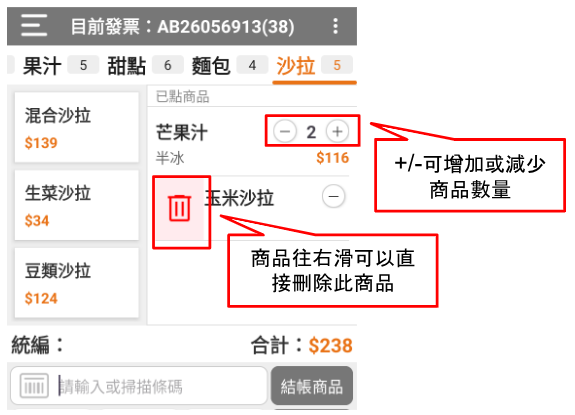 目前發票：AB26056913(38)
果汁 5 甜點 6 麵包 4 沙拉 5
已點商品
混合沙拉
$139
芒果汁
2
半冰
$116
+/-可增加或減少
商品數量
生菜沙拉
$34
玉米沙拉
商品往右滑可以直
接刪除此商品
豆類沙拉
$124
統編：
合計：$238
請輸入或掃描條碼
結帳商品